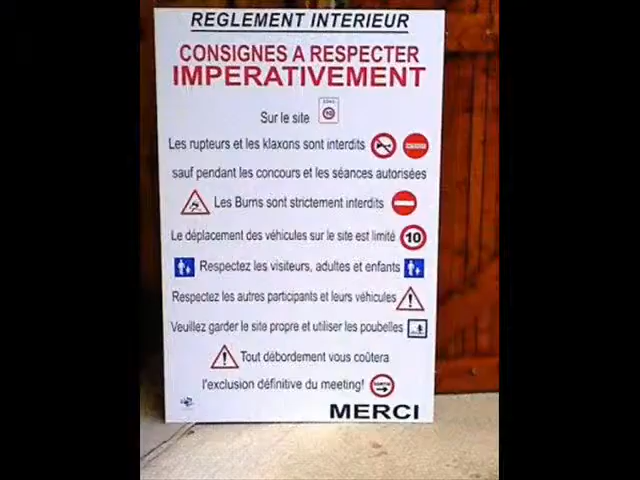 REGLEMENT INTERIEUR
CONSIGNES A RESPECTER
IMPERATIVEMENT
Sur le site
Les rupteurs et les klaxons sont interdits
sauf pendant les concours et les séances autorisées
Les Burns sont strictement interdits
Le déplacement des véhicules sur le site est limité 10
Respectez les visiteurs, adultes et enfants
Respectez les autres participants et leurs véhicules
Veuillez garder le site propre et utiliser les poubelles
Tout débordement vous coûtera
l'exclusion définitive du meeting!
MERCI